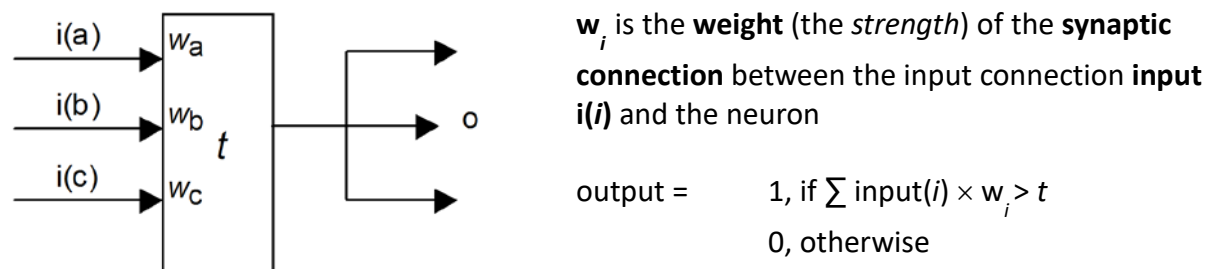 i(a)
wa
i(b)
wb
t
i(c)
wc
o
wi is the weight (the strength) of the synaptic
connection between the input connection input
i(i) and the neuron
output = 1, if ∑ input(i) × wi > t
0, otherwise